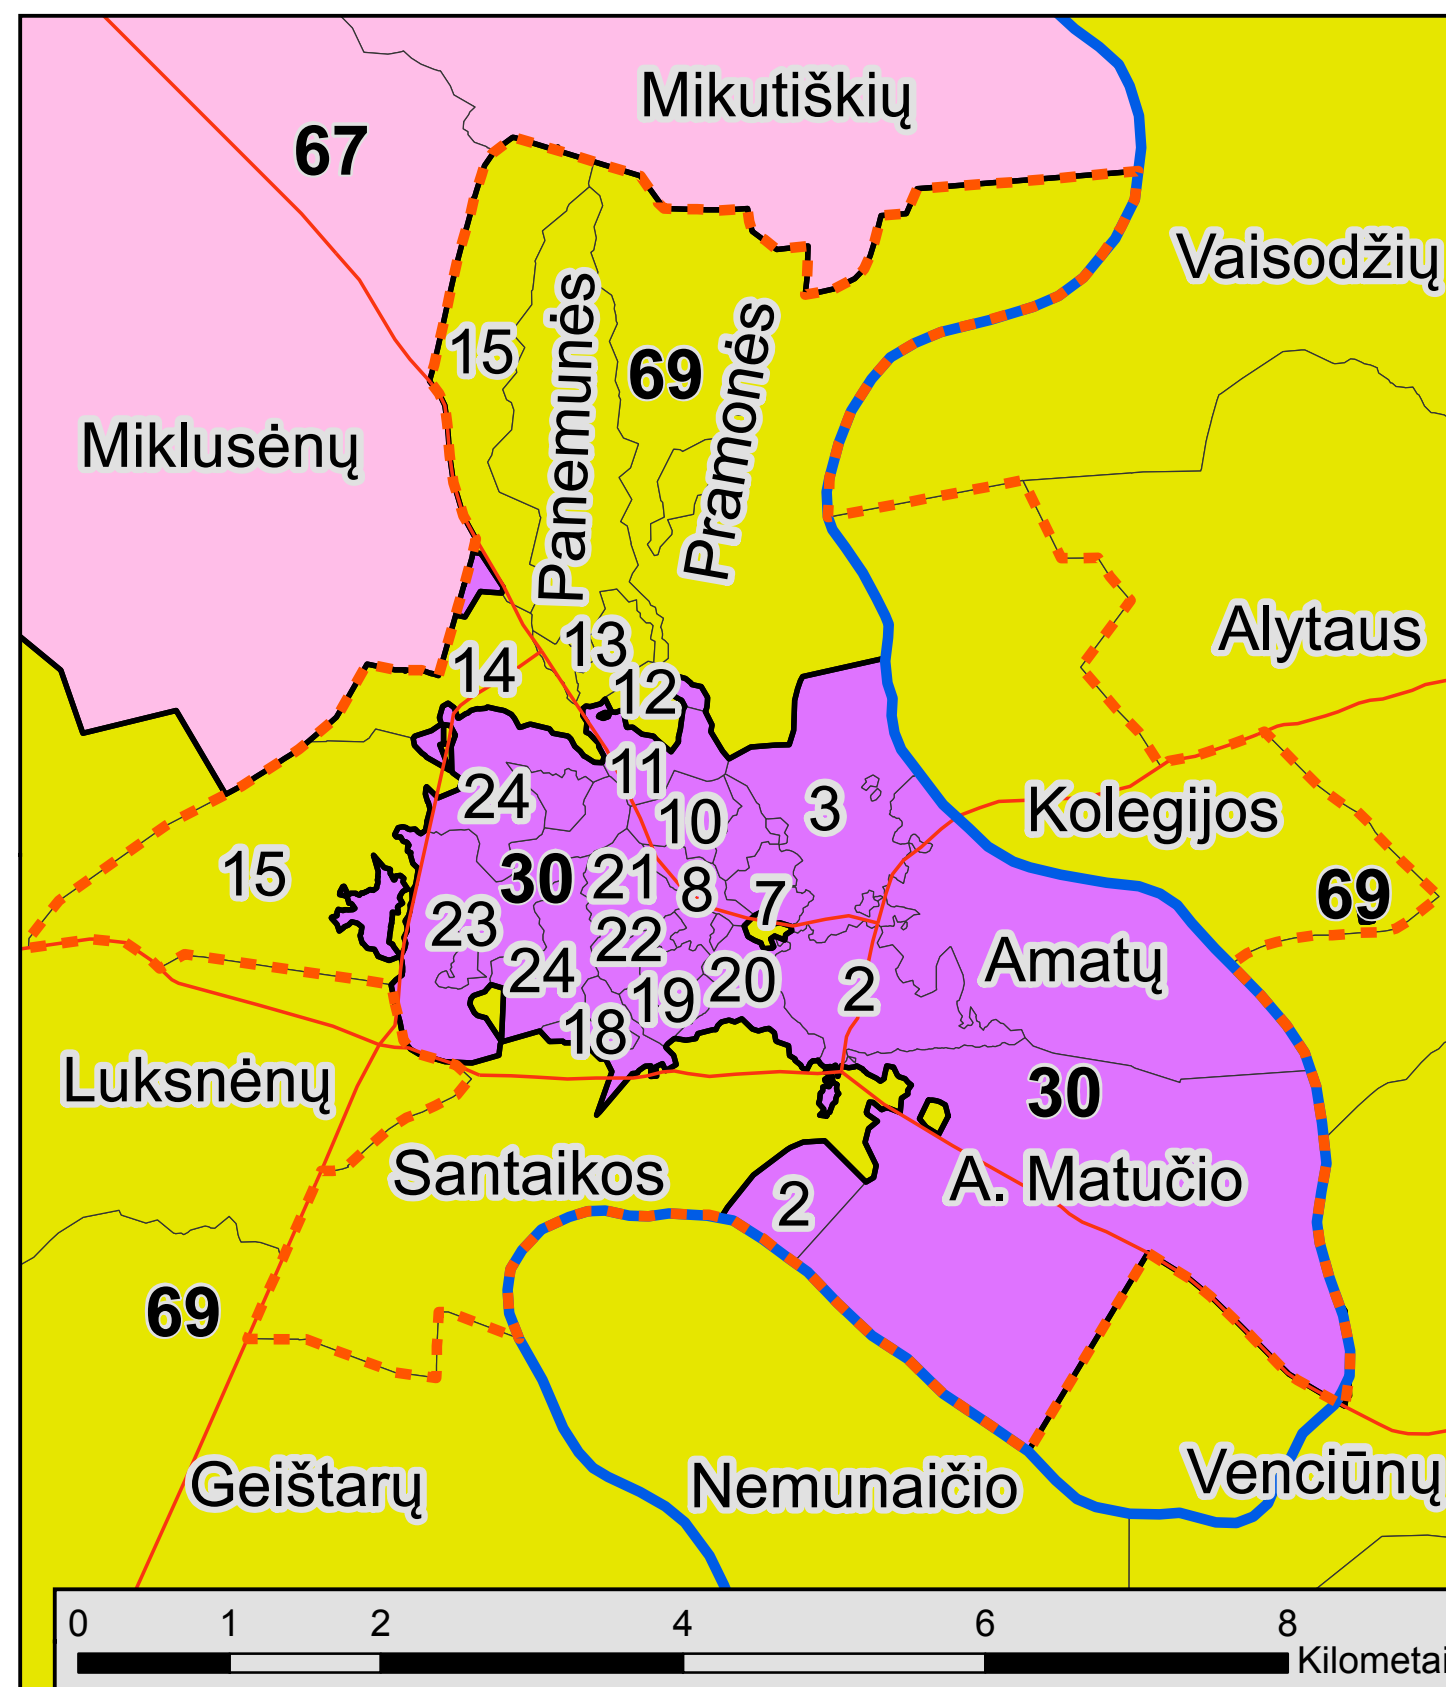 Mikutiškių
67
Vaisodžių
15
Panemunės
69
Pramonės
Miklusėnų
13
Alytaus
14
12
11
24
10
3
Kolegijos
15
30
21
8
7
69
23
22
24
19
20
2
Amatų
18
Luksnėnų
30
Santaikos
A. Matučio
2
69
Geištarų
Nemunaičio
Venciūnų
0 1 2 4 6 8
Kilometai